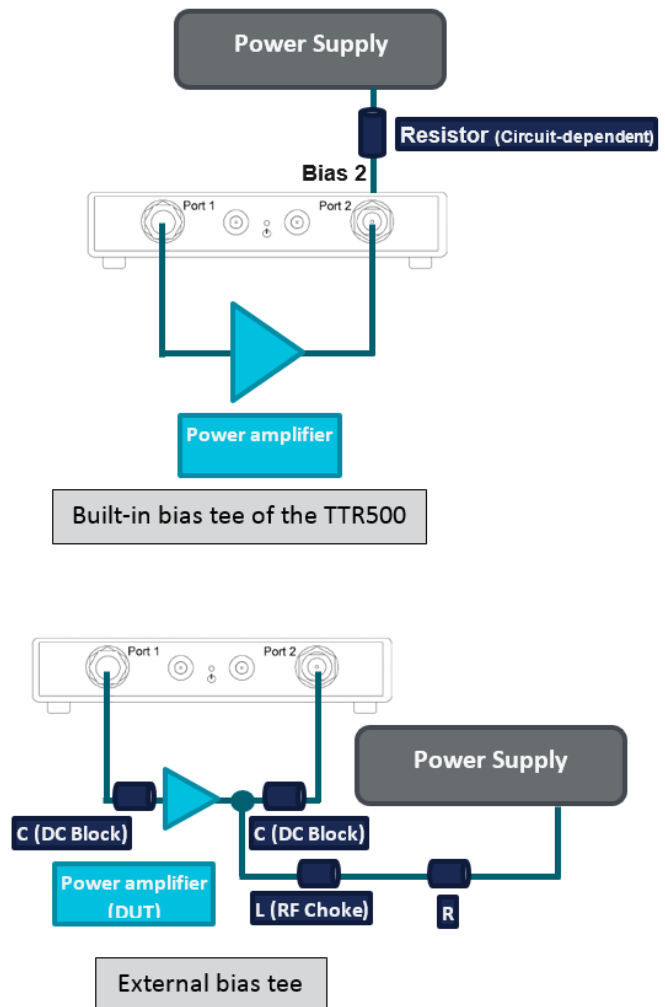 Power Supply
Resistor (Circuit-dependent)
Bias 2
Port 1
Port 2
Power amplifier
Built-in bias tee of the TTR500
Port 1
Port 2
Power Supply
C (DC Block)
C (DC Block)
Power amplifier
(DUT)
L (RF Choke)
R
External bias tee